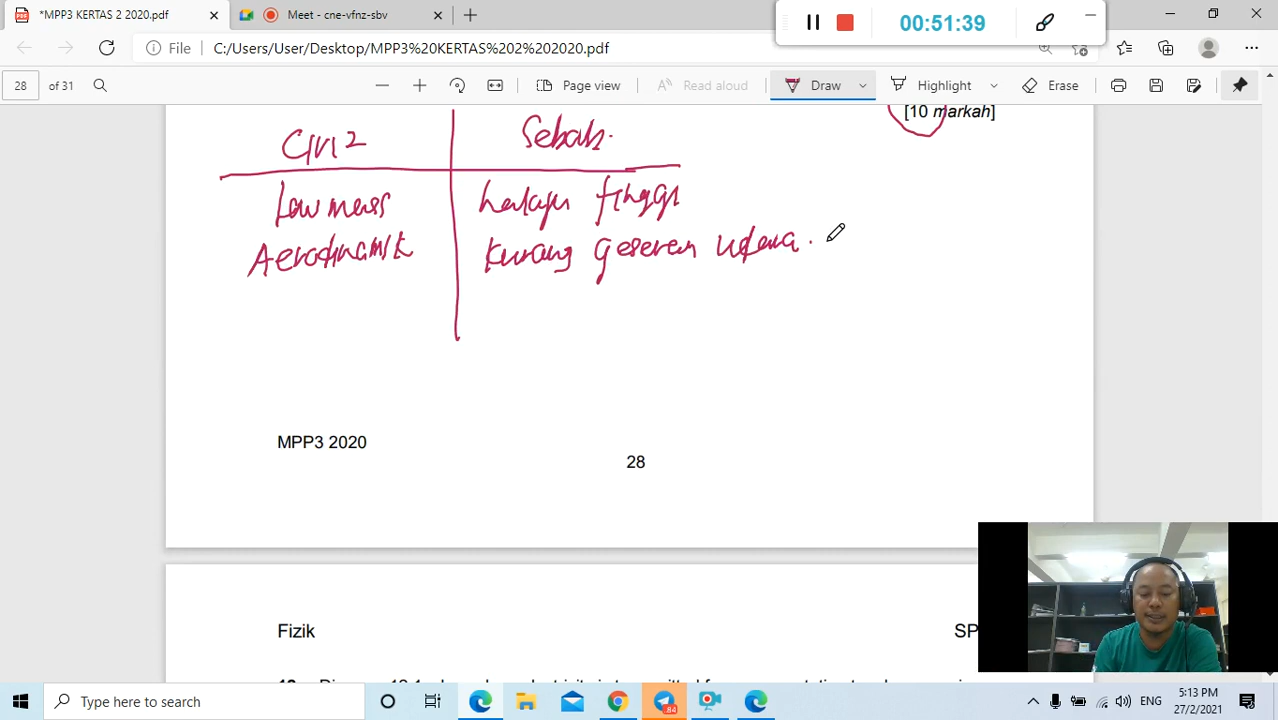 *MPP3 KERTAS 2 2020.pdf
Meet - cne-vfnz-sbv
00:51:39
File
C:/Users/User/Desktop/MPP3%20KERTAS%202%202020.pdf
28 of 31
Page view
Read aloud
Draw
Highlight
Erase
[10 markah]
Ciri2 Sebab.
Low mass halaju tinggi
Aerodinamik kurang geseran udara.
MPP3 2020
28
Fizik SP
Type here to search
84
ENG
5:13 PM
27/2/2021